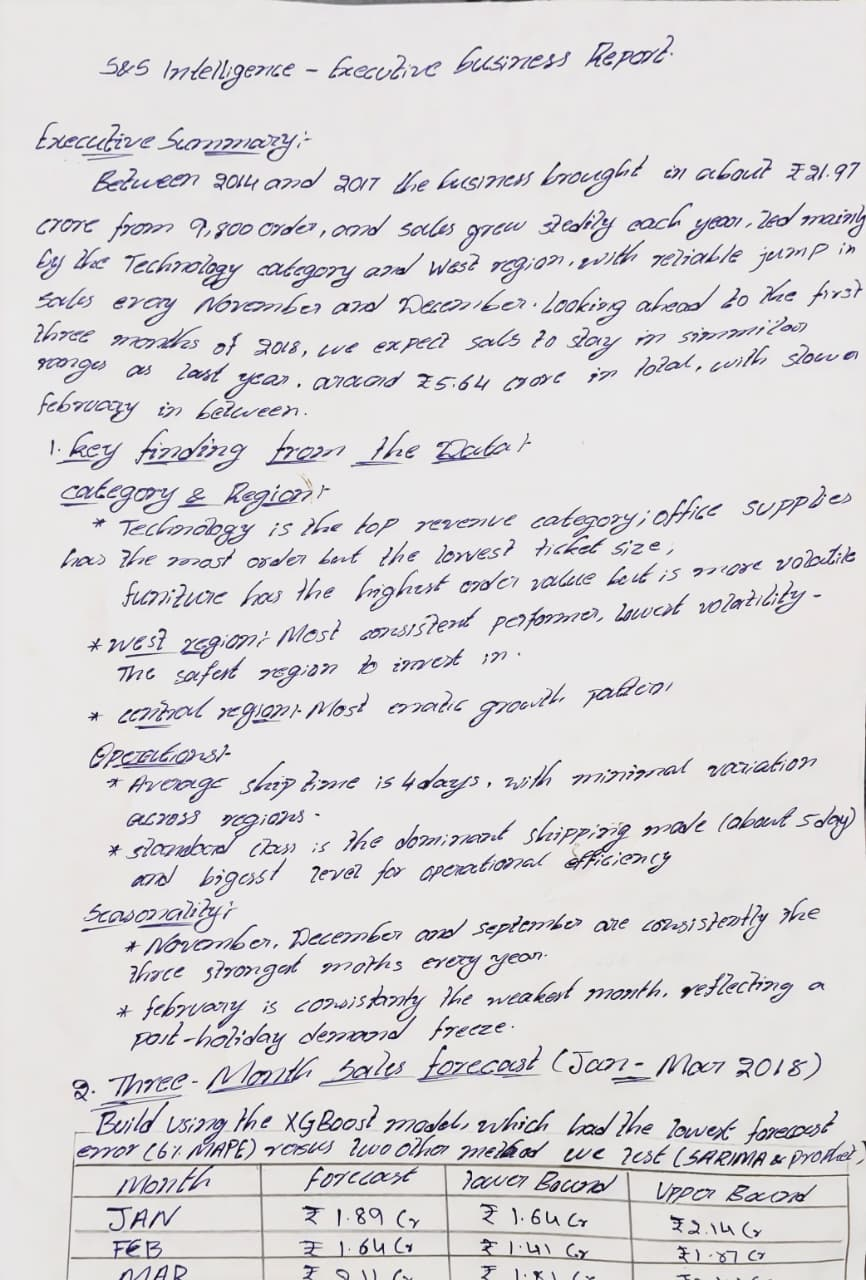 S&S Intelligence - Executive business Report.
Executive Summary:-
Between 2014 and 2017 the business brought in about ₹21.97
crore from 9,800 order, and sales grew stedily each year, led mainly
by the Technology category and West region, with reliable jump in
sales every November and December. Looking ahead to the first
three months of 2018, we expect sals to stay in simmilar
ranges as last year, around ₹5.64 crore in total, with slower
february in between.
1. key finding from the Data:-
category & Region:-
* Technology is the top revenue category; office supplies
has the most order but the lowest ticket size,
furniture has the highest order value but is more volatile
* west region:- Most consistent performer, lowest volatility -
The safest region to invest in.
* central region:- Most erratic growth pattern
Operations:-
* Average ship time is 4 days, with minimal variation
across regions.
* standard class is the dominant shipping mode (about 5 day)
and bigesst level for operational efficiency
Seasonality:-
* November, December and september are consistently the
three strongest moths every year.
* february is consistanty the weakest month, reflecting a
post-holiday demand freeze.
2. Three-Month Sales forecast (Jan - Mar 2018)
Build using the XGBoost model, which had the lowest forecast
error (6% MAPE) versus two other method we test (SARIMA & prophet)
Month forecast lower Bound Upper Bound
JAN ₹ 1.89 Cr ₹ 1.64 Cr ₹2.14 Cr
FEB ₹ 1.64 Cr ₹ 1.41 Cr ₹1.87 Cr
MAR